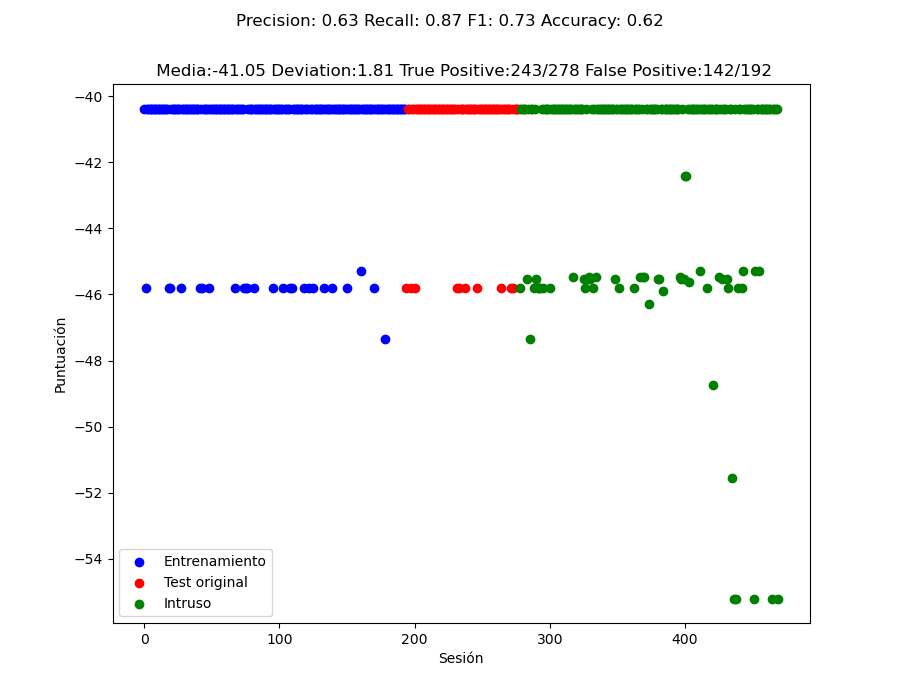 Precision: 0.63 Recall: 0.87 F1: 0.73 Accuracy: 0.62
Media:-41.05 Deviation:1.81 True Positive:243/278 False Positive:142/192
−40
−42
−44
−46
−48
−50
−52
−54
Puntuación
Entrenamiento
Test original
Intruso
0
100
200
300
400
Sesión